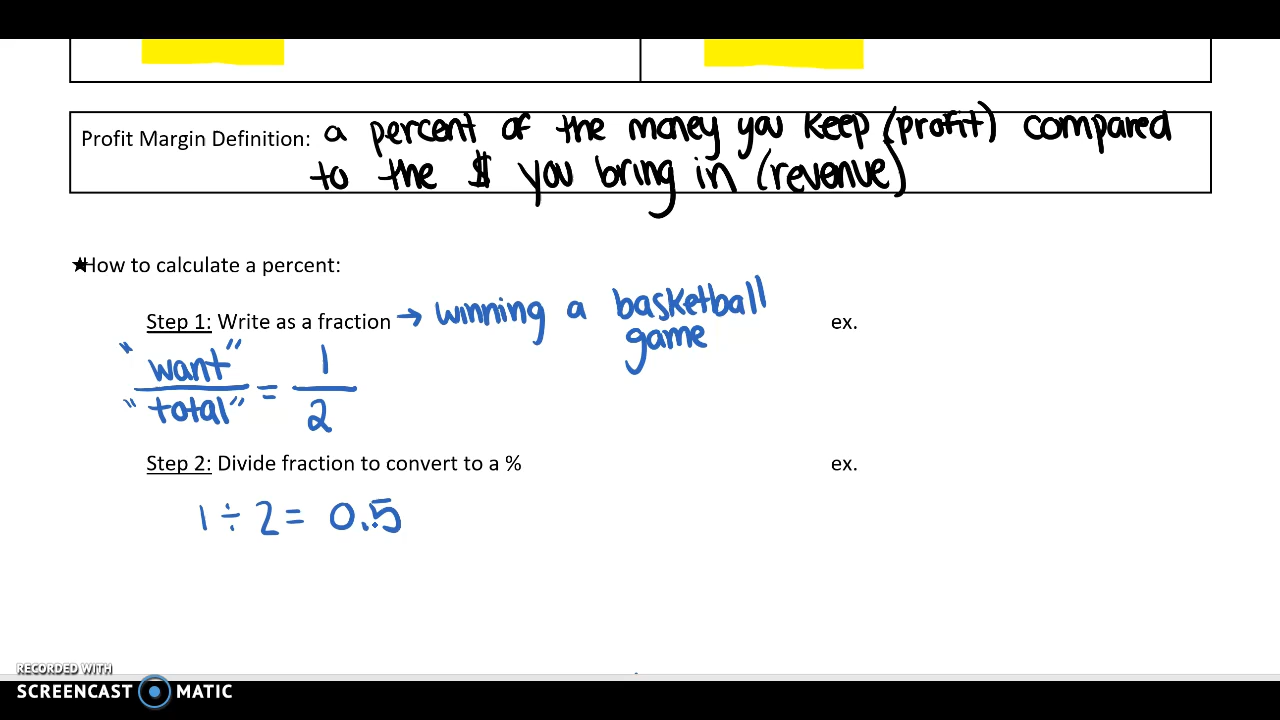 Profit Margin Definition: a percent of the money you keep (profit) compared
to the $ you bring in (revenue)
★How to calculate a percent:
Step 1: Write as a fraction → winning a basketball game
ex.
"want" / "total" = 1 / 2
Step 2: Divide fraction to convert to a %
ex.
1 ÷ 2 = 0.5
RECORDED WITH
SCREENCAST MATIC